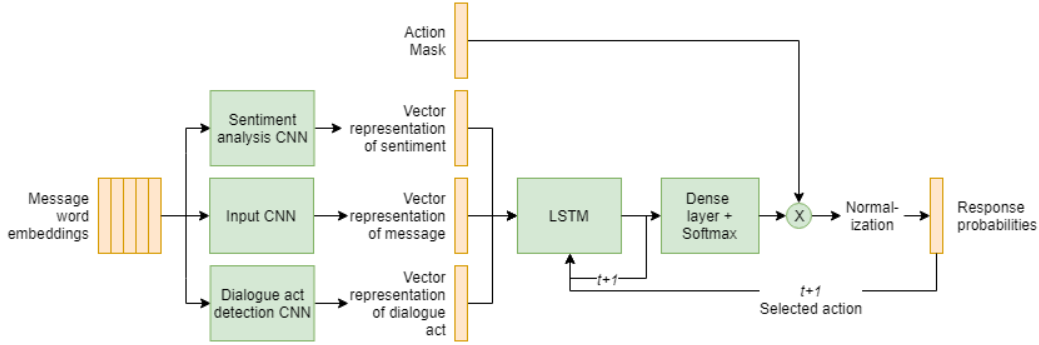 Action
Mask
Sentiment
analysis CNN
Vector
representation
of sentiment
Message
word
embeddings
Input CNN
Vector
representation
of message
LSTM
Dense
layer +
Softmax
X
Normal-
ization
Response
probabilities
Dialogue act
detection CNN
Vector
representation
of dialogue
act
t+1
t+1
Selected action